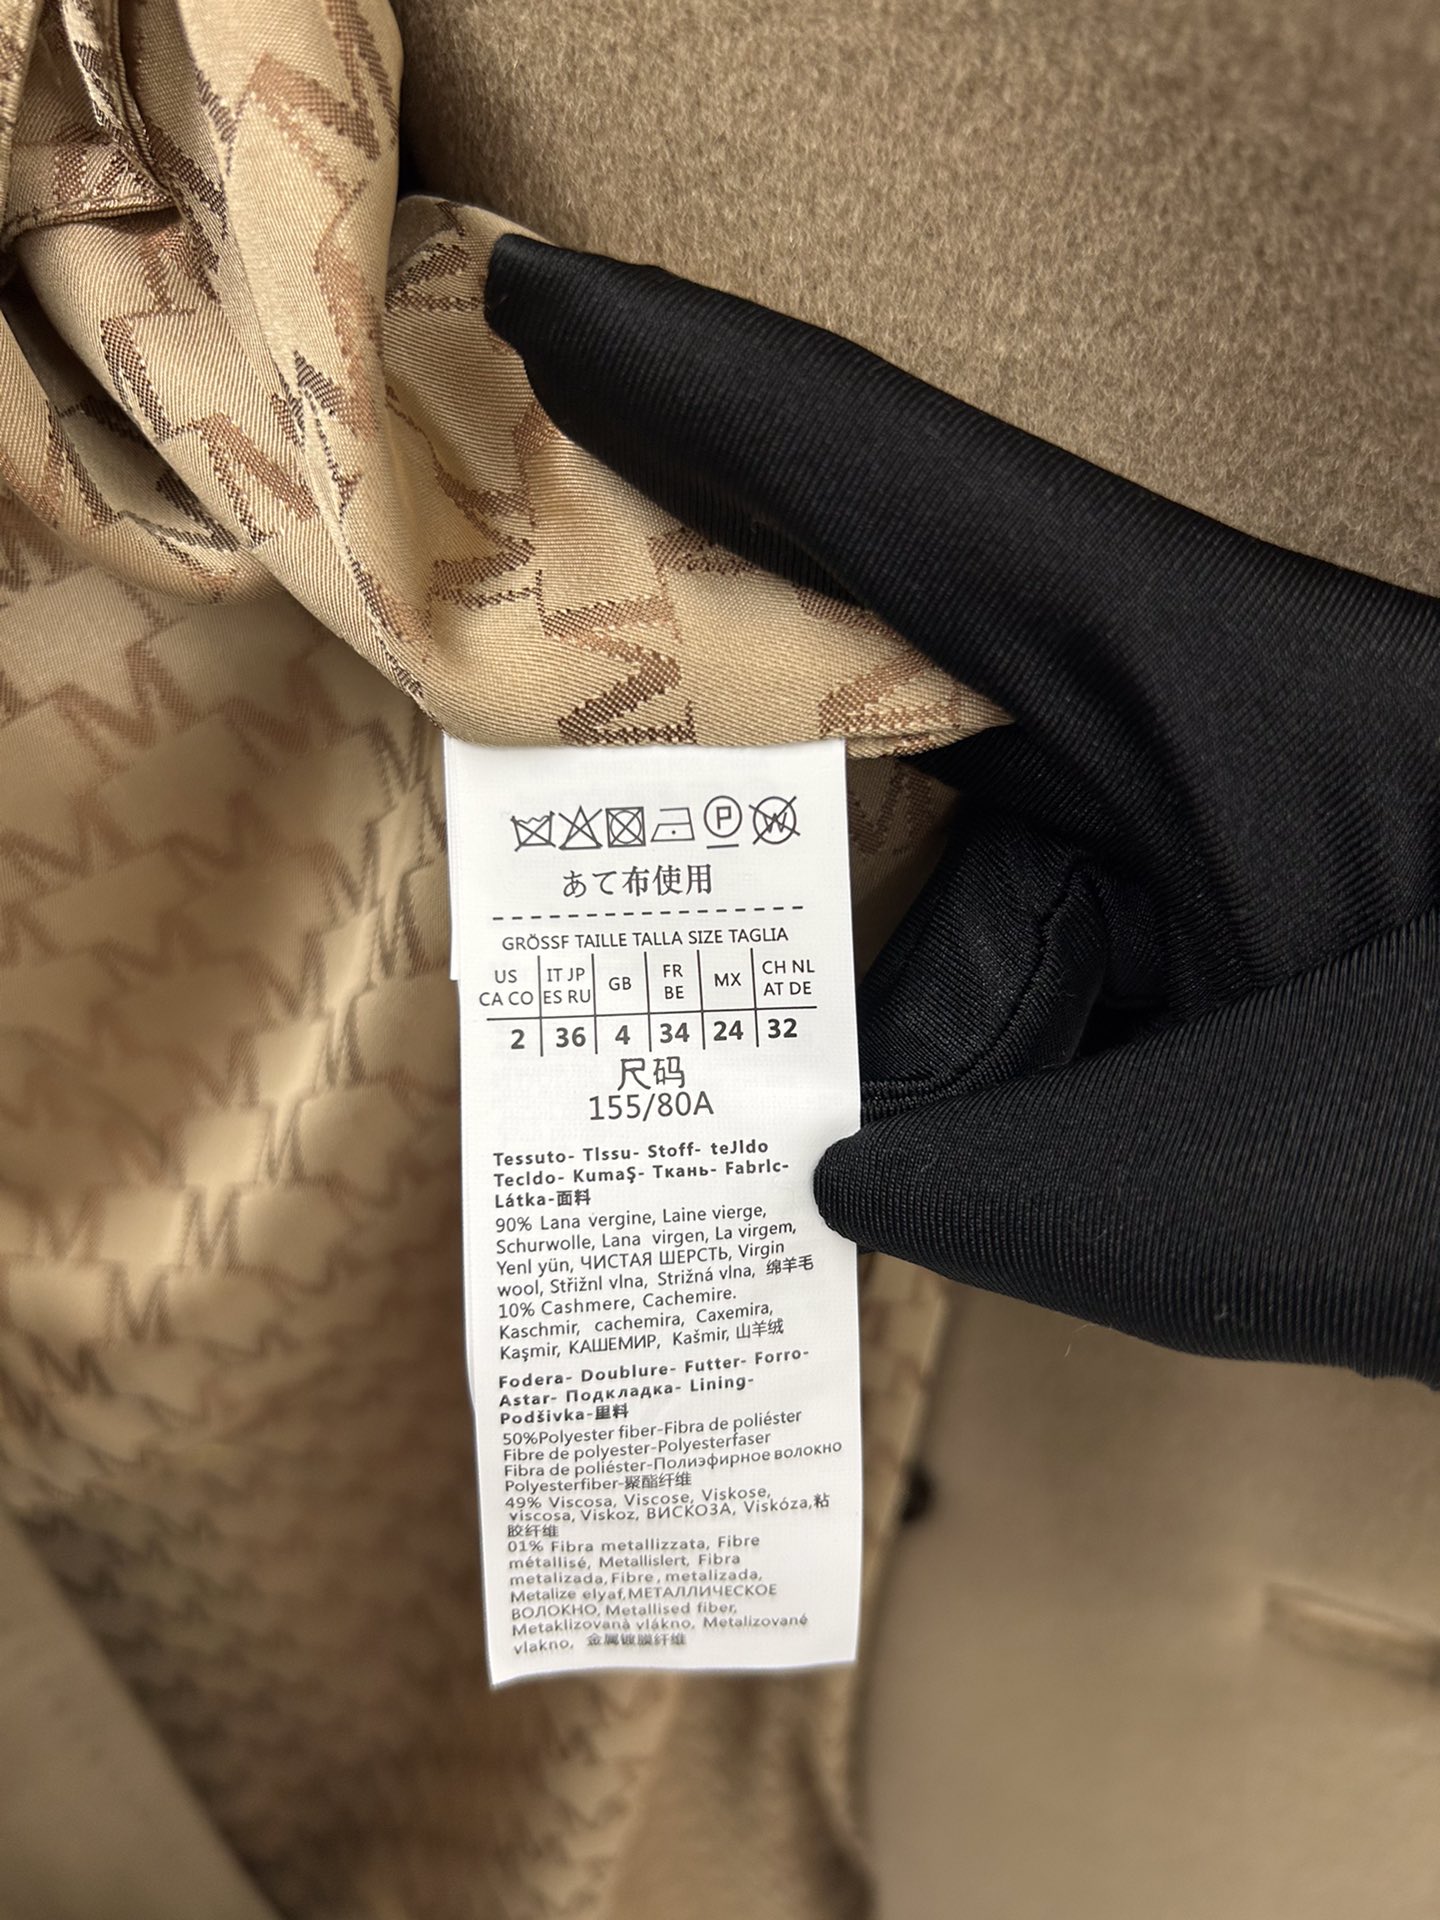 P W
あて布使用
GRÖSSF TAILLE TALLA SIZE TAGLIA
US CA CO IT JP ES RU GB FR BE MX CH NL AT DE
2 36 4 34 24 32
尺码
155/80A
Tessuto- Tlssu- Stoff- teJldo
Tecldo- KumaŞ- Ткань- Fabrlc-
Látka-面料
90% Lana vergine, Laine vierge,
Schurwolle, Lana virgen, La virgem,
Yenl yün, ЧИСТАЯ ШЕРСТЬ, Virgin
wool, Střižnl vlna, Strižná vlna, 绵羊毛
10% Cashmere, Cachemire.
Kaschmir, cachemira, Caxemira,
Kaşmir, КАШЕМИР, Kašmir, 山羊绒
Fodera- Doublure- Futter- Forro-
Astar- Подкладка- Lining-
Podšivka-里料
50%Polyester fiber-Fibra de poliéster
Fibre de polyester-Polyesterfaser
Fibra de poliéster-Полиэфирное волокно
Polyesterfiber-聚酯纤维
49% Viscosa, Viscose, Viskose,
viscosa, Viskoz, ВИСКОЗА, Viskóza,粘
胶纤维
01% Fibra metallizzata, Fibre
métallisé, Metallislert, Fibra
metalizada, Fibre, metalizada,
Metalize elyaf,МЕТАЛЛИЧЕСКОЕ
ВОЛОКНО, Metallised fiber,
Metaklizovanà vlákno, Metalizované
vlakno, 金属镀膜纤维